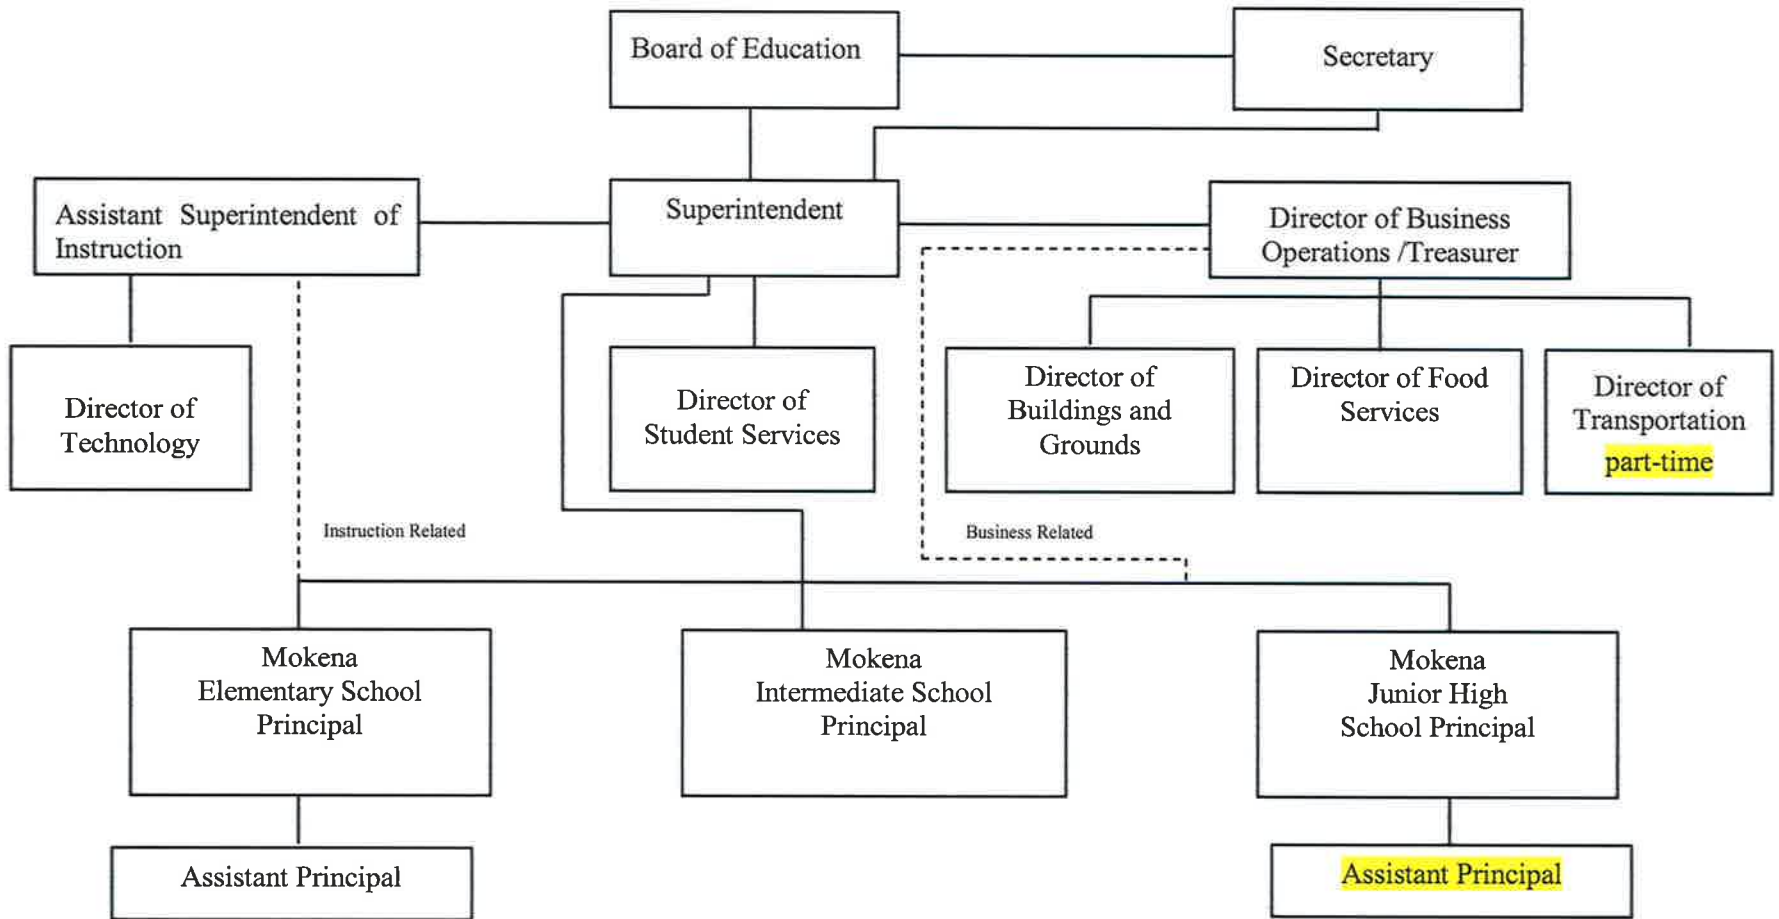 Board of Education
Secretary
Assistant Superintendent of
Instruction
Superintendent
Director of Business
Operations /Treasurer
Director of
Technology
Director of
Student Services
Director of
Buildings and
Grounds
Director of Food
Services
Director of
Transportation
part-time
Instruction Related
Business Related
Mokena
Elementary School
Principal
Mokena
Intermediate School
Principal
Mokena
Junior High
School Principal
Assistant Principal
Assistant Principal